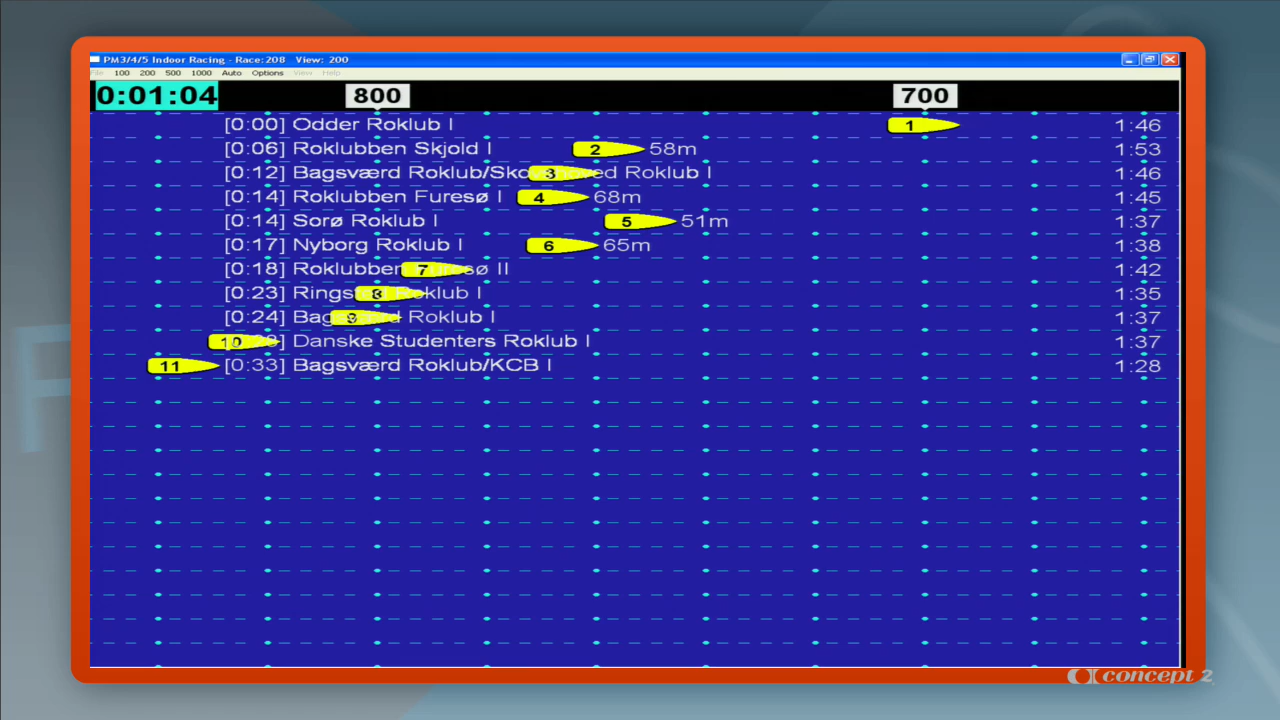 PM3/4/5 Indoor Racing - Race:208 View: 200
File 100 200 500 1000 Auto Options View Help
0:01:04 800 700
[0:00] Odder Roklub I 1 1:46
[0:06] Roklubben Skjold I 2 58m 1:53
[0:12] Bagsværd Roklub/Skovshoved Roklub I 3 1:46
[0:14] Roklubben Furesø I 4 68m 1:45
[0:14] Sorø Roklub I 5 51m 1:37
[0:17] Nyborg Roklub I 6 65m 1:38
[0:18] Roklubben Furesø II 7 1:42
[0:23] Ringsted Roklub I 8 1:35
[0:24] Bagsværd Roklub I 9 1:37
10 Danske Studenters Roklub I 1:37
11 [0:33] Bagsværd Roklub/KCB I 1:28
concept 2